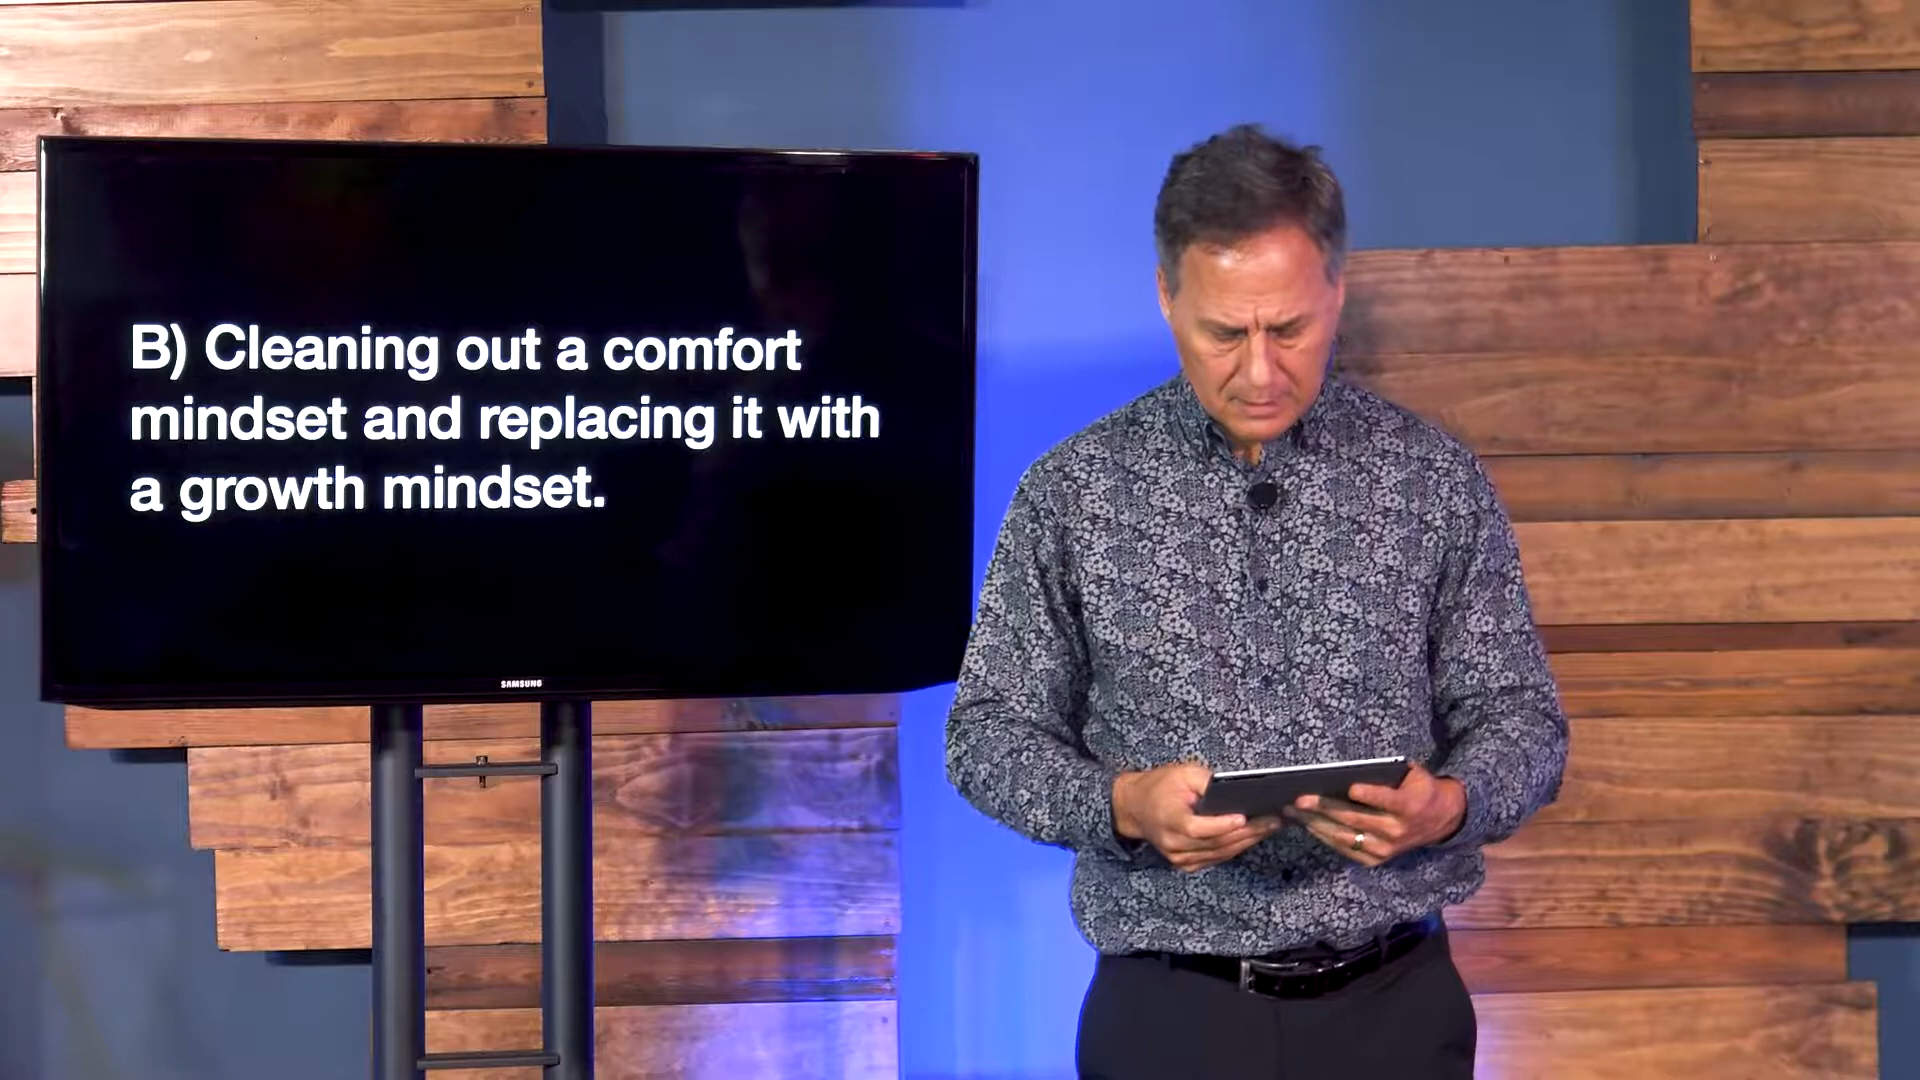 B) Cleaning out a comfort
mindset and replacing it with
a growth mindset.
SAMSUNG